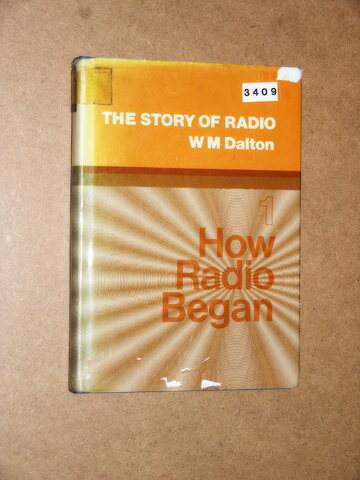 3409
THE STORY OF RADIO
W M Dalton
1
How
Radio
Began